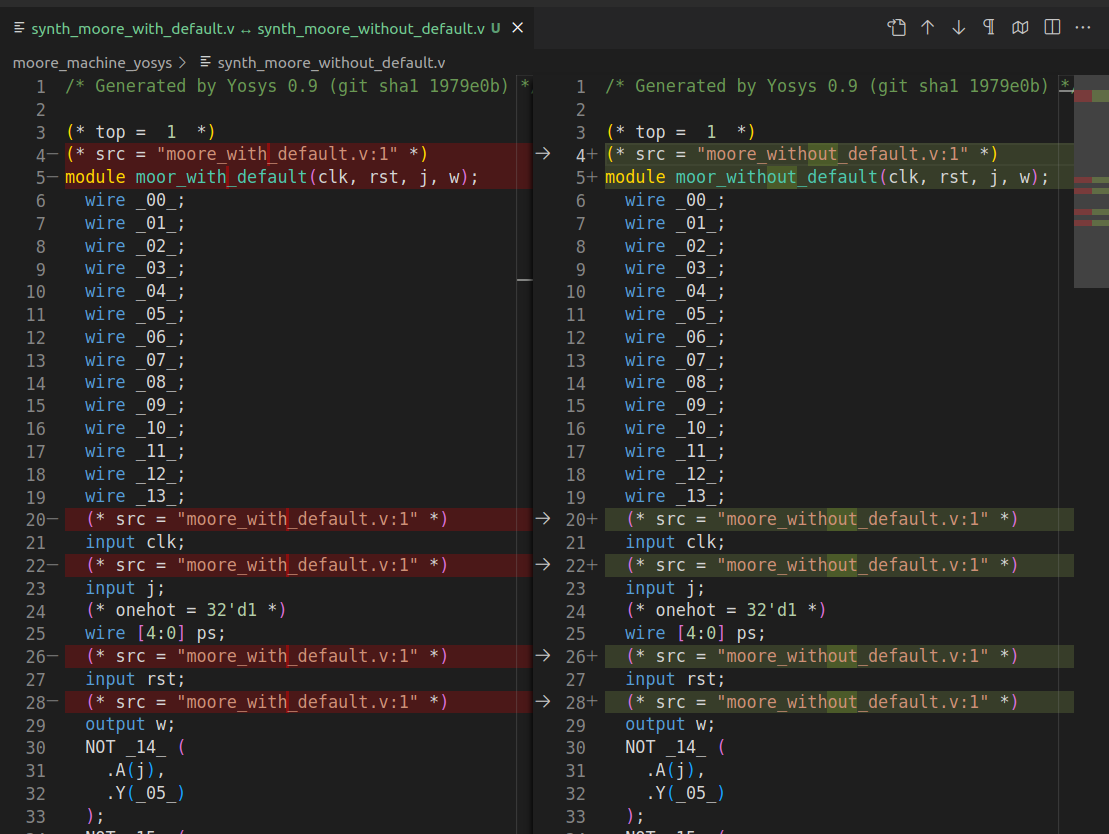 synth_moore_with_default.v ↔ synth_moore_without_default.v U ×
moore_machine_yosys > synth_moore_without_default.v
1 /* Generated by Yosys 0.9 (git sha1 1979e0b) *
2
3 (* top =  1  *)
4− (* src = "moore_with_default.v:1" *)
5− module moor_with_default(clk, rst, j, w);
6   wire _00_;
7   wire _01_;
8   wire _02_;
9   wire _03_;
10   wire _04_;
11   wire _05_;
12   wire _06_;
13   wire _07_;
14   wire _08_;
15   wire _09_;
16   wire _10_;
17   wire _11_;
18   wire _12_;
19   wire _13_;
20−   (* src = "moore_with_default.v:1" *)
21   input clk;
22−   (* src = "moore_with_default.v:1" *)
23   input j;
24   (* onehot = 32'd1 *)
25   wire [4:0] ps;
26−   (* src = "moore_with_default.v:1" *)
27   input rst;
28−   (* src = "moore_with_default.v:1" *)
29   output w;
30   NOT _14_ (
31     .A(j),
32     .Y(_05_)
33   );
1 /* Generated by Yosys 0.9 (git sha1 1979e0b) */
2
3 (* top =  1  *)
→ 4+ (* src = "moore_without_default.v:1" *)
5+ module moor_without_default(clk, rst, j, w);
6   wire _00_;
7   wire _01_;
8   wire _02_;
9   wire _03_;
10   wire _04_;
11   wire _05_;
12   wire _06_;
13   wire _07_;
14   wire _08_;
15   wire _09_;
16   wire _10_;
17   wire _11_;
18   wire _12_;
19   wire _13_;
→ 20+   (* src = "moore_without_default.v:1" *)
21   input clk;
→ 22+   (* src = "moore_without_default.v:1" *)
23   input j;
24   (* onehot = 32'd1 *)
25   wire [4:0] ps;
→ 26+   (* src = "moore_without_default.v:1" *)
27   input rst;
→ 28+   (* src = "moore_without_default.v:1" *)
29   output w;
30   NOT _14_ (
31     .A(j),
32     .Y(_05_)
33   );